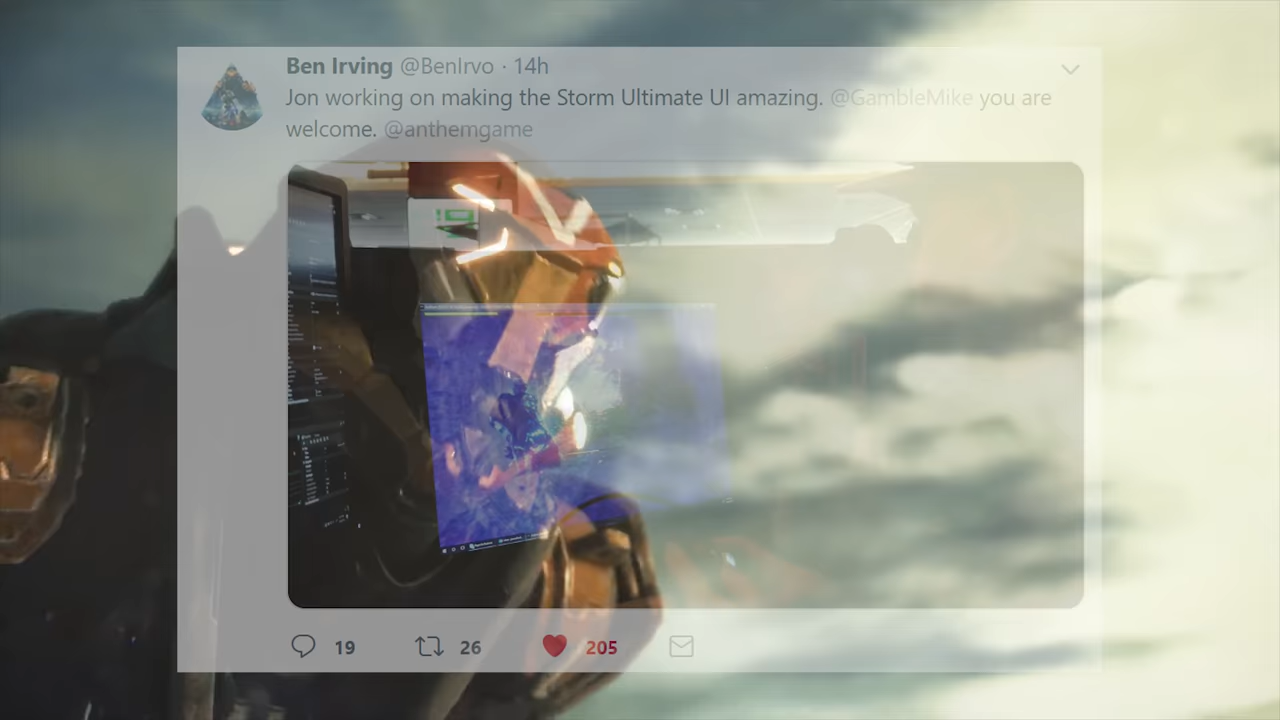 Ben Irving @BenIrvo · 14h
Jon working on making the Storm Ultimate UI amazing. @GambleMike you are
welcome. @anthemgame
19 26 205